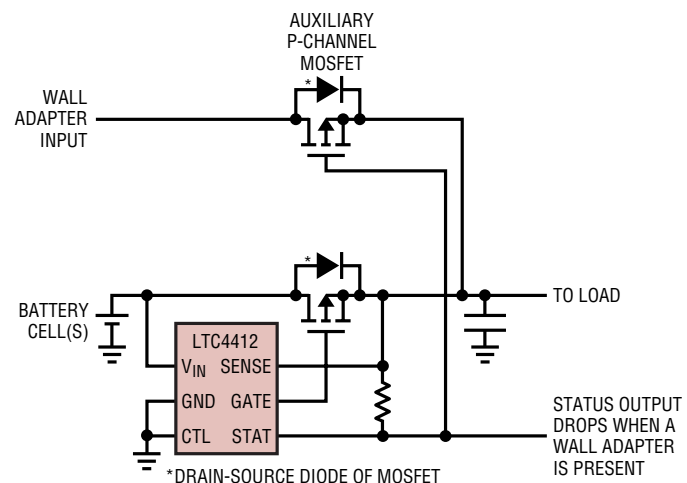 AUXILIARY
P-CHANNEL
MOSFET
*
WALL
ADAPTER
INPUT
*
TO LOAD
BATTERY
CELL(S)
LTC4412
VIN SENSE
GND GATE
CTL STAT
STATUS OUTPUT
DROPS WHEN A
WALL ADAPTER
IS PRESENT
*DRAIN-SOURCE DIODE OF MOSFET